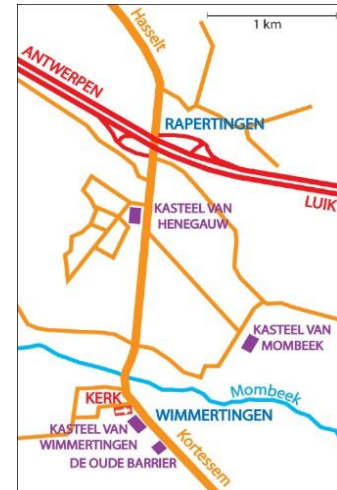 1 km
Hasselt
ANTWERPEN
RAPERTINGEN
LUIK
KASTEEL VAN
HENEGAUW
KASTEEL VAN
MOMBEEK
Mombeek
KERK
WIMMERTINGEN
KASTEEL VAN
WIMMERTINGEN
Kortessem
DE OUDE BARRIER